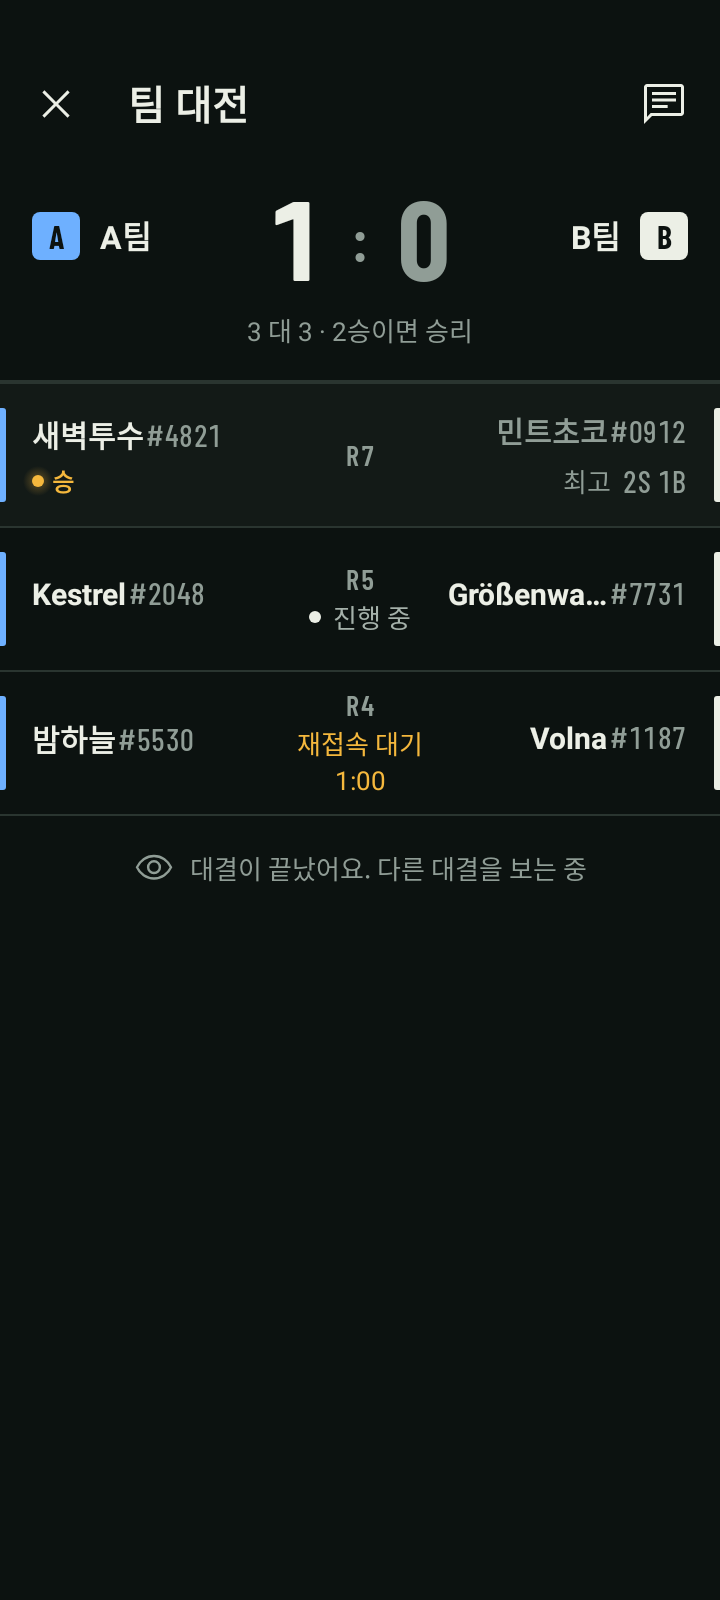 팀 대전
A A팀 1 : 0 B팀 B
3 대 3 · 2승이면 승리
새벽투수#4821 R7 민트초코#0912
승 최고 2S 1B
Kestrel#2048 R5 Größenwa…#7731
진행 중
밤하늘#5530 R4 Volna#1187
재접속 대기
1:00
대결이 끝났어요. 다른 대결을 보는 중